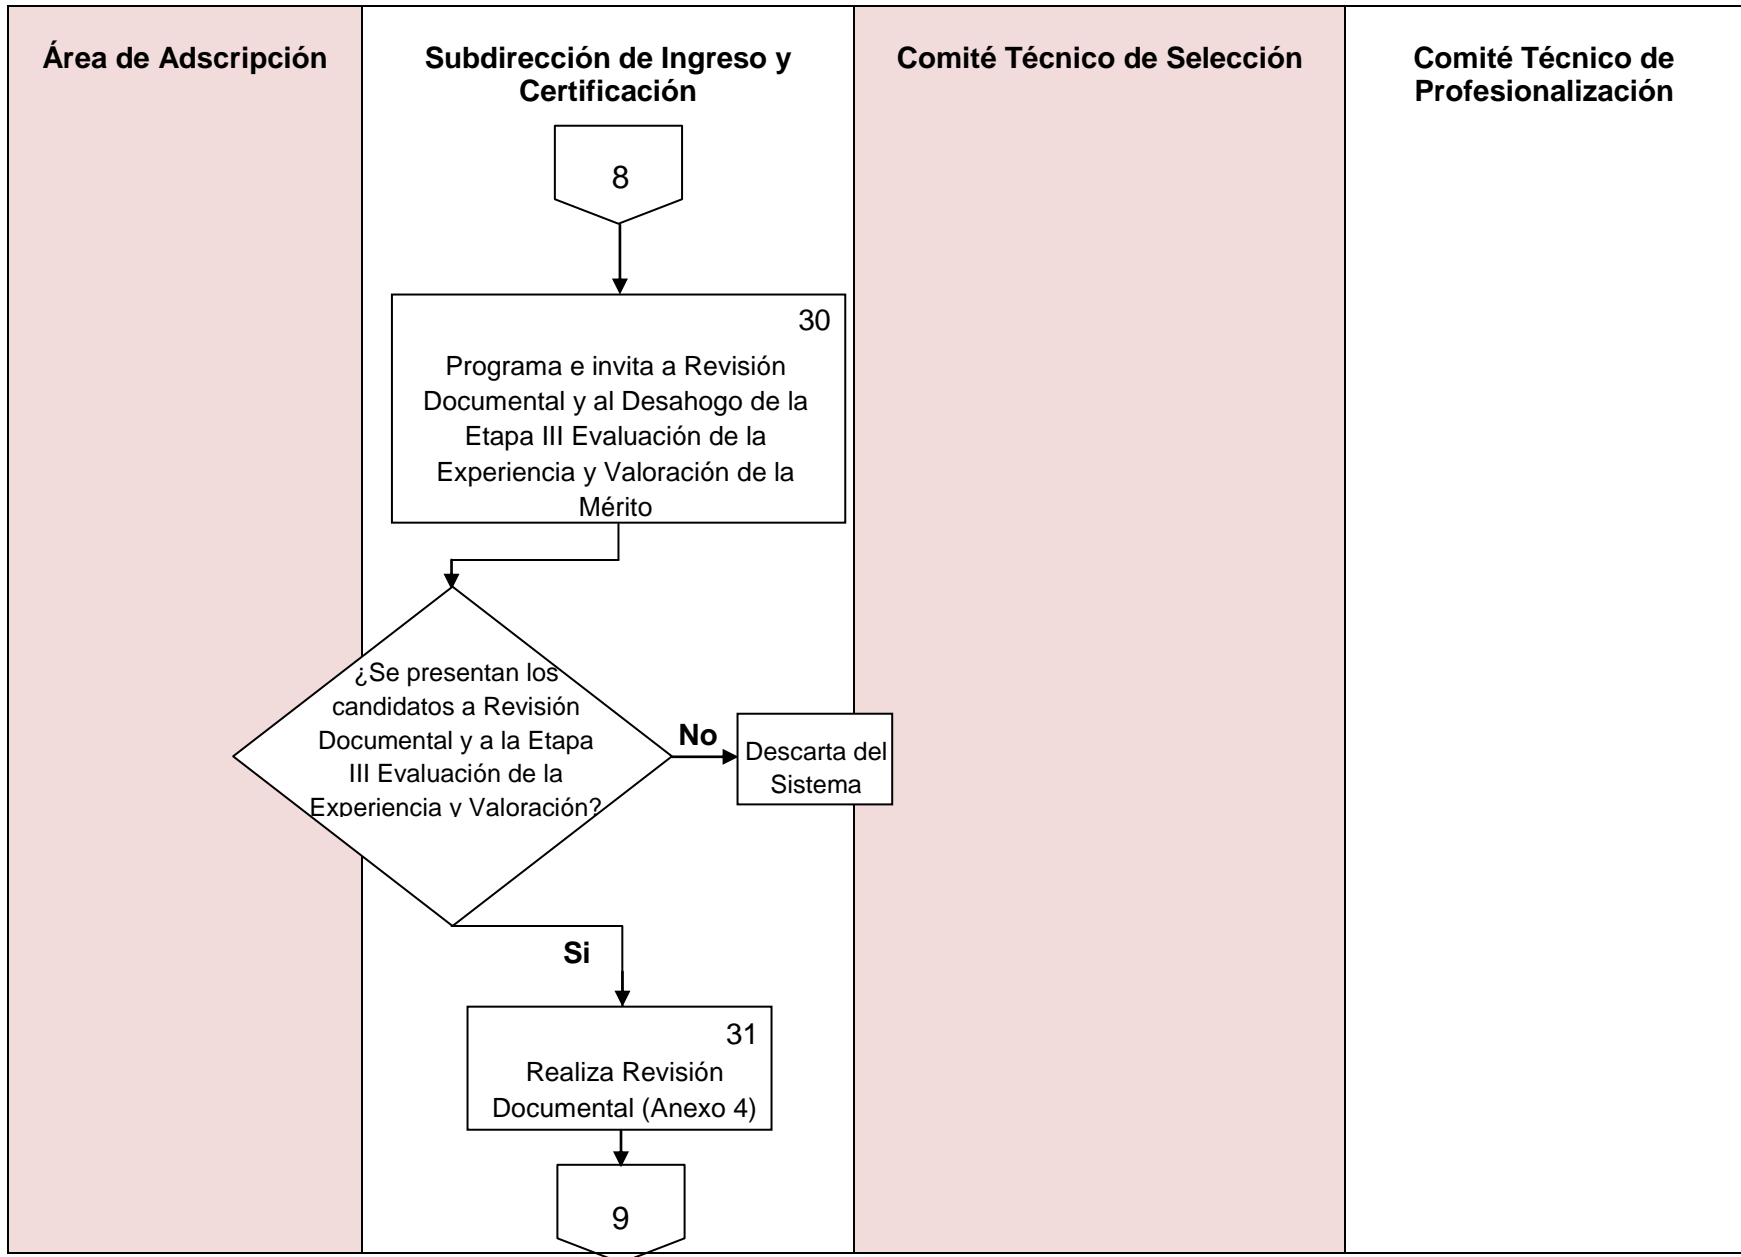 Área de Adscripción
Subdirección de Ingreso y
Certificación
Comité Técnico de Selección
Comité Técnico de
Profesionalización
8
30
Programa e invita a Revisión
Documental y al Desahogo de la
Etapa III Evaluación de la
Experiencia y Valoración de la
Mérito
¿Se presentan los
candidatos a Revisión
Documental y a la Etapa
III Evaluación de la
Experiencia y Valoración?
No
Descarta del
Sistema
Si
31
Realiza Revisión
Documental (Anexo 4)
9